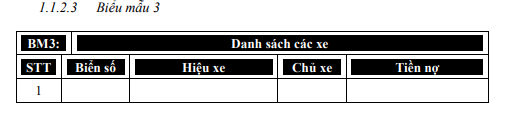 1.1.2.3 Biểu mẫu 3
BM3: Danh sách các xe
STT Biển số Hiệu xe Chủ xe Tiền nợ
1